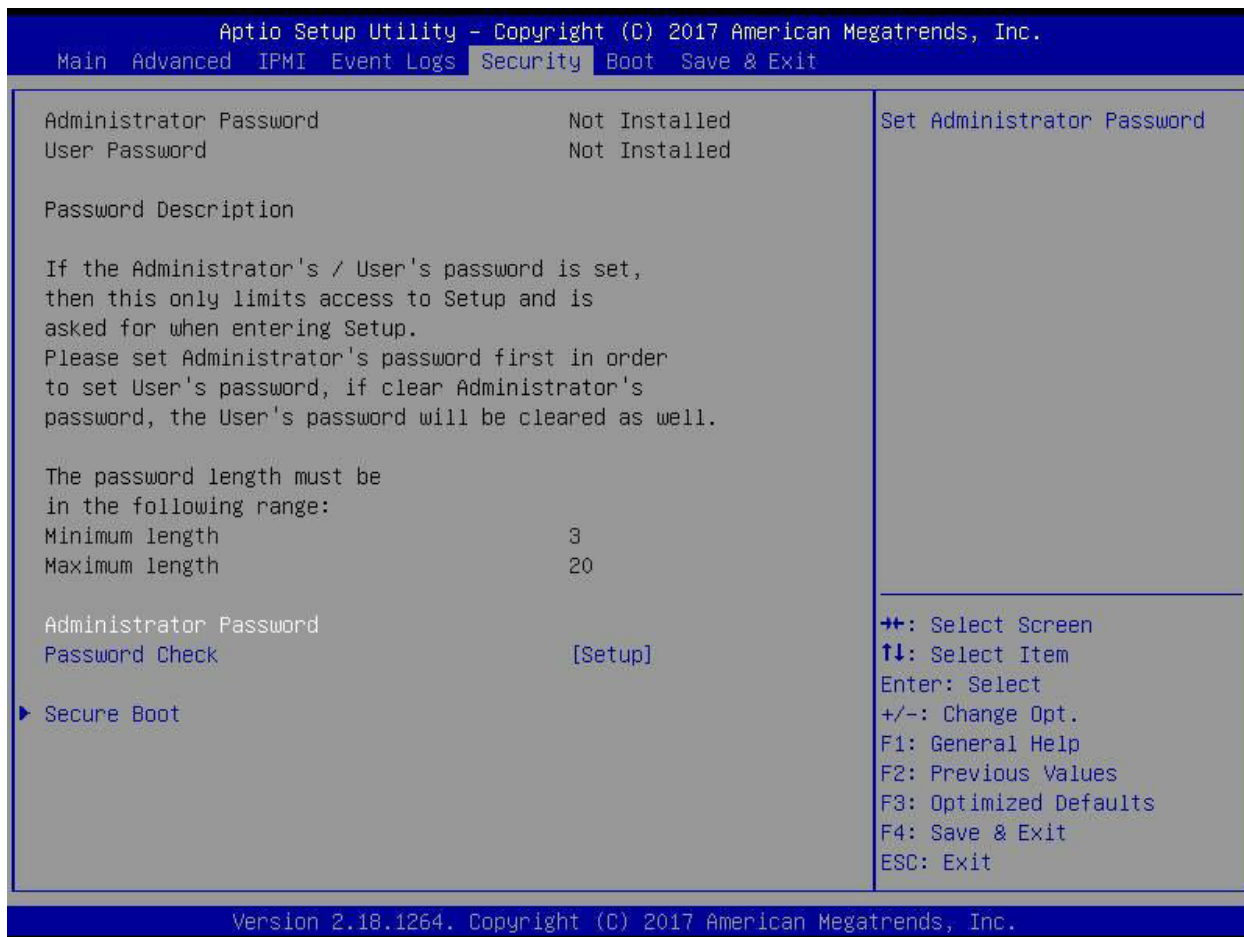 Aptio Setup Utility – Copyright (C) 2017 American Megatrends, Inc.
Main Advanced IPMI Event Logs Security Boot Save & Exit
Administrator Password Not Installed
User Password Not Installed
Password Description
If the Administrator's / User's password is set,
then this only limits access to Setup and is
asked for when entering Setup.
Please set Administrator's password first in order
to set User's password, if clear Administrator's
password, the User's password will be cleared as well.
The password length must be
in the following range:
Minimum length 3
Maximum length 20
Administrator Password
Password Check [Setup]
▶ Secure Boot
Set Administrator Password
→←: Select Screen
↑↓: Select Item
Enter: Select
+/-: Change Opt.
F1: General Help
F2: Previous Values
F3: Optimized Defaults
F4: Save & Exit
ESC: Exit
Version 2.18.1264. Copyright (C) 2017 American Megatrends, Inc.